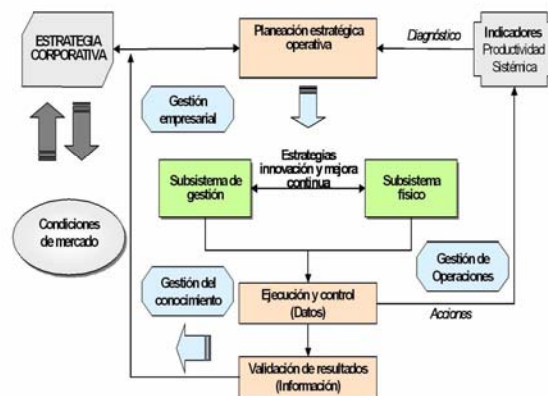 ESTRATEGIA
CORPORATIVA
Planeación estratégica
operativa
Diagnóstico
Indicadores
Productividad
Sistémica
Gestión
empresarial
Estrategias
innovación y mejora
continua
Subsistema de
gestión
Subsistema
físico
Condiciones
de mercado
Gestión de
Operaciones
Gestión del
conocimiento
Ejecución y control
(Datos)
Acciones
Validación de resultados
(Información)